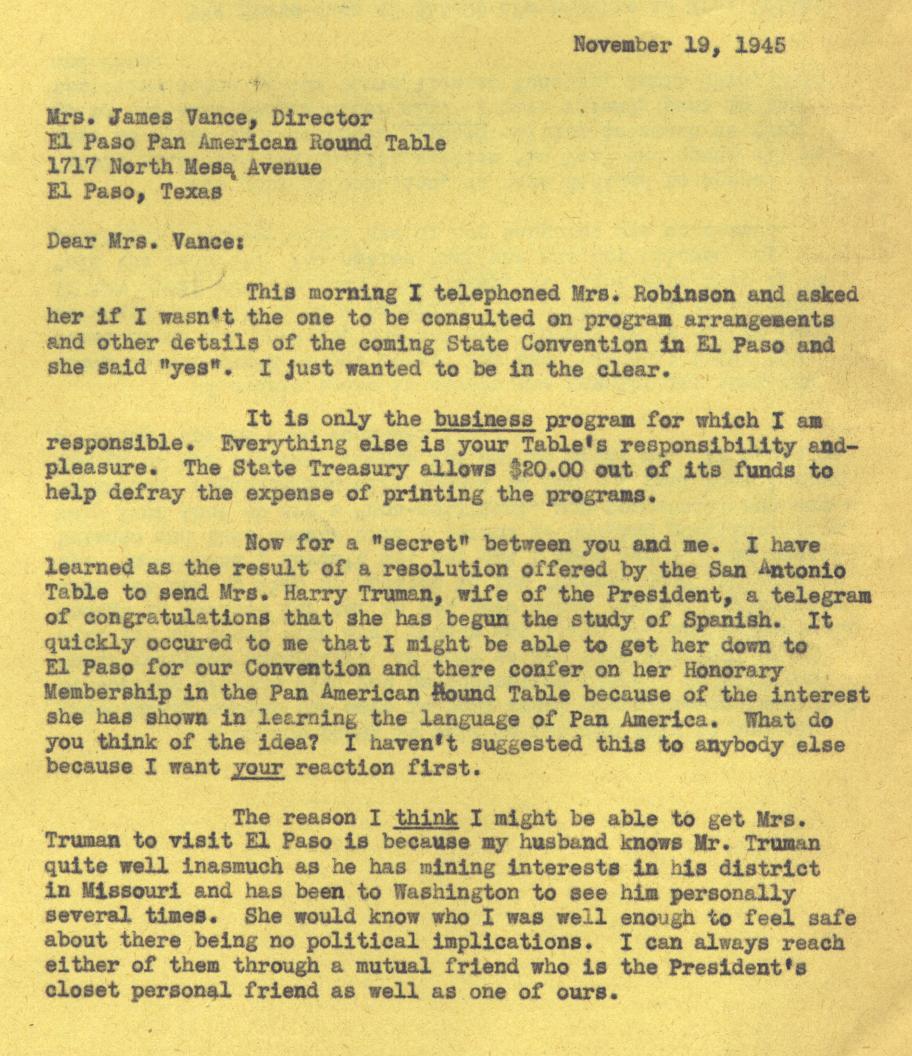 November 19, 1945
Mrs. James Vance, Director
El Paso Pan American Round Table
1717 North Mesa Avenue
El Paso, Texas
Dear Mrs. Vance:
This morning I telephoned Mrs. Robinson and asked
her if I wasn't the one to be consulted on program arrangements
and other details of the coming State Convention in El Paso and
she said "yes". I just wanted to be in the clear.
It is only the business program for which I am
responsible. Everything else is your Table's responsibility and-
pleasure. The State Treasury allows $20.00 out of its funds to
help defray the expense of printing the programs.
Now for a "secret" between you and me. I have
learned as the result of a resolution offered by the San Antonio
Table to send Mrs. Harry Truman, wife of the President, a telegram
of congratulations that she has begun the study of Spanish. It
quickly occured to me that I might be able to get her down to
El Paso for our Convention and there confer on her Honorary
Membership in the Pan American Round Table because of the interest
she has shown in learning the language of Pan America. What do
you think of the idea? I haven't suggested this to anybody else
because I want your reaction first.
The reason I think I might be able to get Mrs.
Truman to visit El Paso is because my husband knows Mr. Truman
quite well inasmuch as he has mining interests in his district
in Missouri and has been to Washington to see him personally
several times. She would know who I was well enough to feel safe
about there being no political implications. I can always reach
either of them through a mutual friend who is the President's
closet personal friend as well as one of ours.